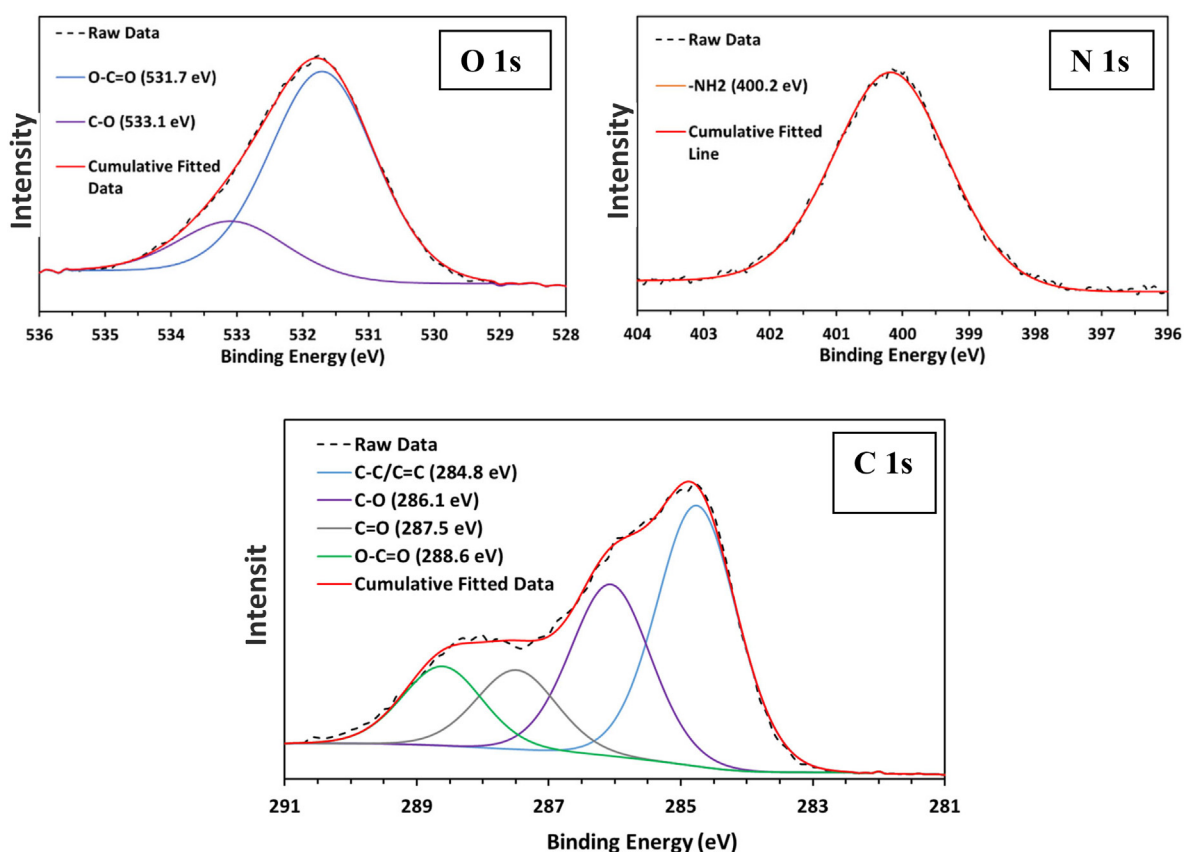 Raw Data
O-C=O (531.7 eV)
C-O (533.1 eV)
Cumulative Fitted
Data
O 1s
Intensity
536 535 534 533 532 531 530 529 528
Binding Energy (eV)
Raw Data
-NH2 (400.2 eV)
Cumulative Fitted
Line
N 1s
Intensity
404 403 402 401 400 399 398 397 396
Binding Energy (eV)
Raw Data
C-C/C=C (284.8 eV)
C-O (286.1 eV)
C=O (287.5 eV)
O-C=O (288.6 eV)
Cumulative Fitted Data
C 1s
Intensit
291 289 287 285 283 281
Binding Energy (eV)